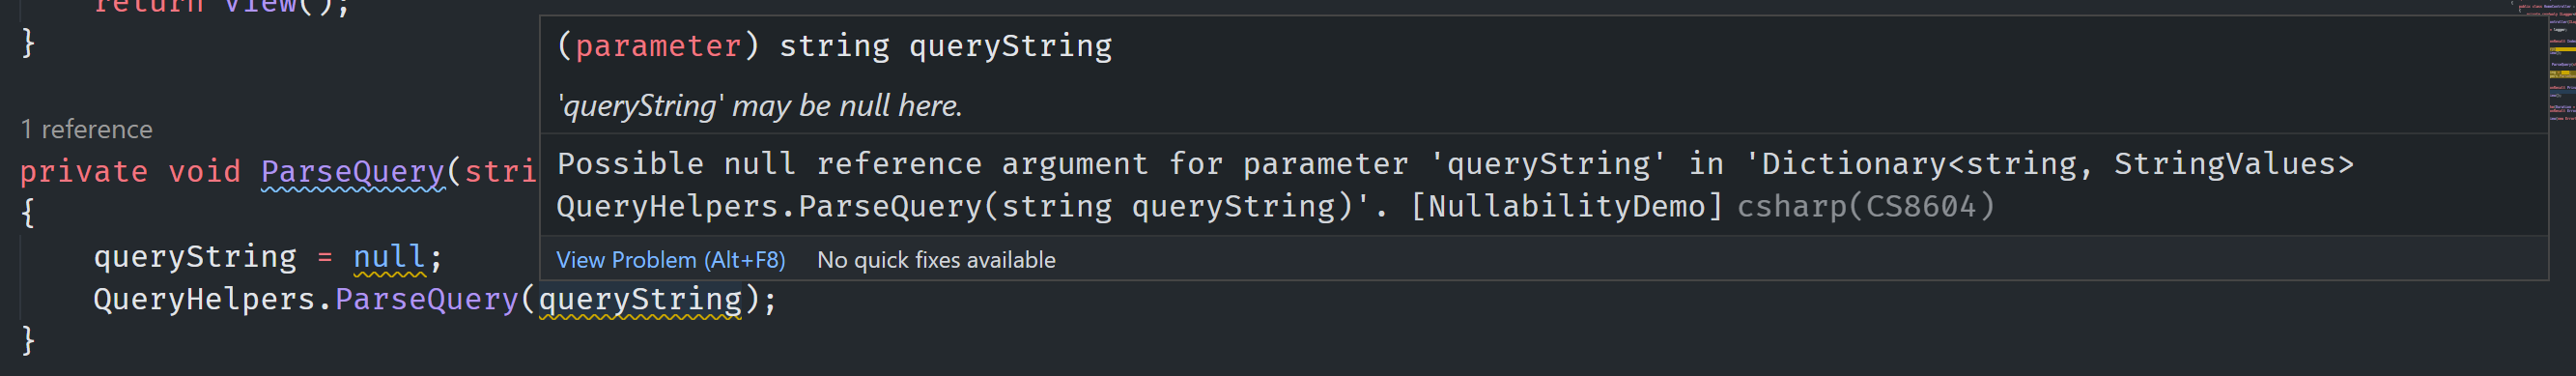 return View();
}
1 reference
private void ParseQuery(stri
{
queryString = null;
QueryHelpers.ParseQuery(queryString);
}
(parameter) string queryString
'queryString' may be null here.
Possible null reference argument for parameter 'queryString' in 'Dictionary<string, StringValues>
QueryHelpers.ParseQuery(string queryString)'. [NullabilityDemo] csharp(CS8604)
View Problem (Alt+F8) No quick fixes available